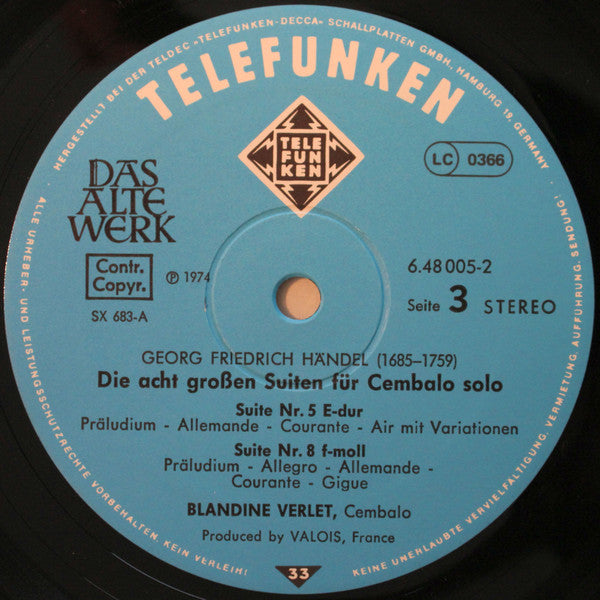 HERGESTELLT BEI DER TELDEC »TELEFUNKEN-DECCA« SCHALLPLATTEN GMBH., HAMBURG 19, GERMANY ·
TELEFUNKEN
TELE
FUN
KEN
LC 0366
DAS
ALTE
WERK
Contr.
Copyr.
SX 683-A
℗ 1974
6.48 005-2
Seite 3 STEREO
GEORG FRIEDRICH HÄNDEL (1685–1759)
Die acht großen Suiten für Cembalo solo
Suite Nr. 5 E-dur
Präludium - Allemande - Courante - Air mit Variationen
Suite Nr. 8 f-moll
Präludium - Allegro - Allemande -
Courante - Gigue
BLANDINE VERLET, Cembalo
Produced by VALOIS, France
33
ALLE URHEBER- UND LEISTUNGSSCHUTZRECHTE VORBEHALTEN. KEIN VERLEIH!
KEINE UNERLAUBTE VERVIELFÄLTIGUNG, VERMIETUNG, AUFFÜHRUNG, SENDUNG!